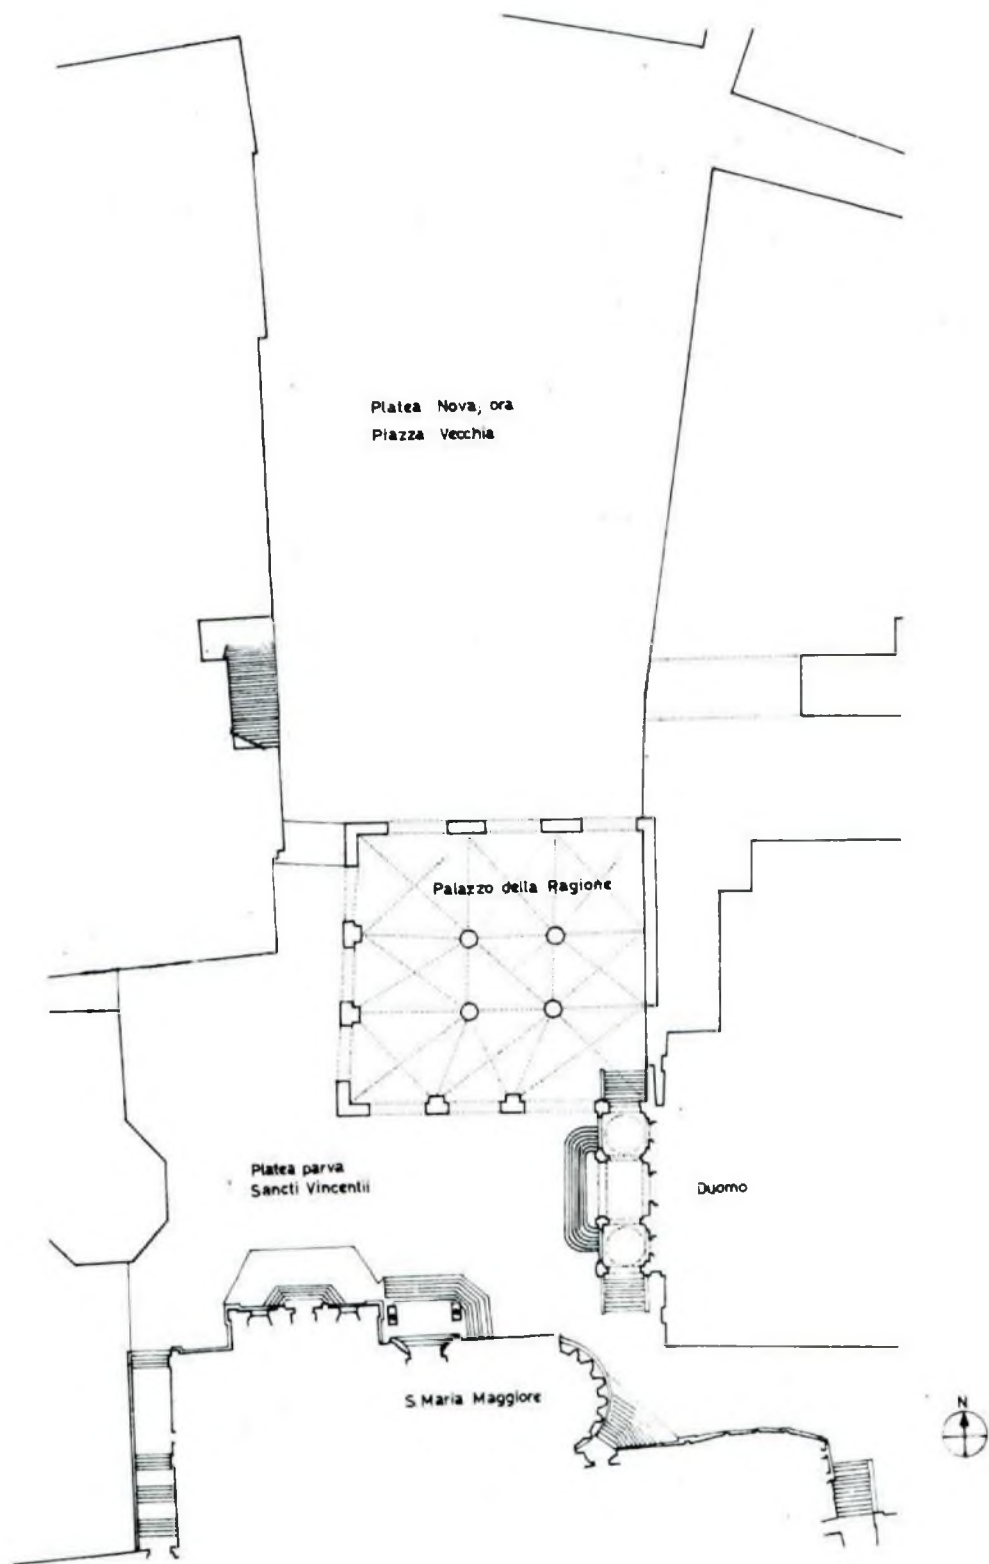 Platea Nova, ora
Piazza Vecchia
Palazzo della Ragione
Platea parva
Sancti Vincentii
Duomo
S. Maria Maggiore
N